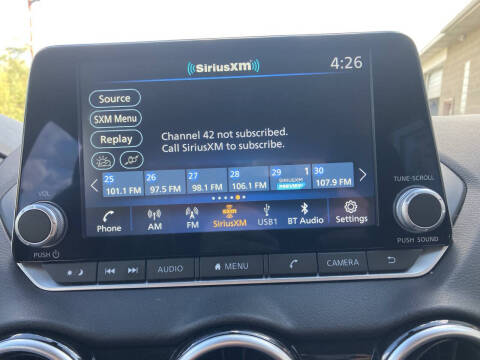 SiriusXM
4:26
Source
SXM Menu
Replay
Channel 42 not subscribed.
Call SiriusXM to subscribe.
25 26 27 28 29 1 30
101.1 FM 97.5 FM 98.1 FM 106.1 FM SIRIUSXM PREVIEW 107.9 FM
Phone AM FM SXM SiriusXM USB1 BT Audio Settings
VOL
PUSH
TUNE·SCROLL
PUSH SOUND
AUDIO MENU CAMERA